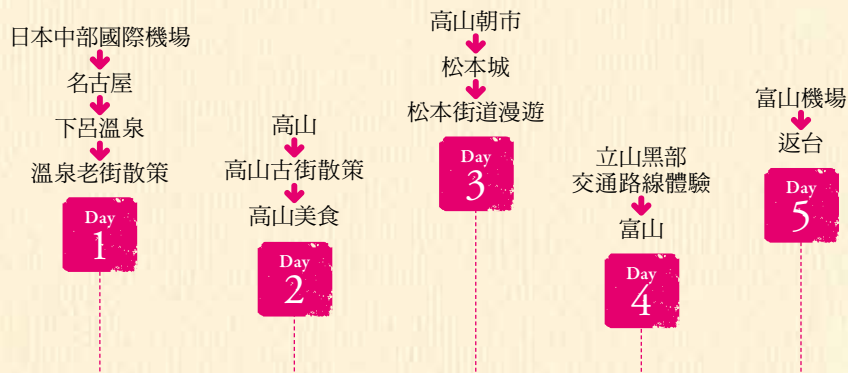 日本中部國際機場
名古屋
下呂溫泉
溫泉老街散策
Day
1
高山
高山古街散策
高山美食
Day
2
高山朝市
松本城
松本街道漫遊
Day
3
立山黑部
交通路線體驗
富山
Day
4
富山機場
返台
Day
5